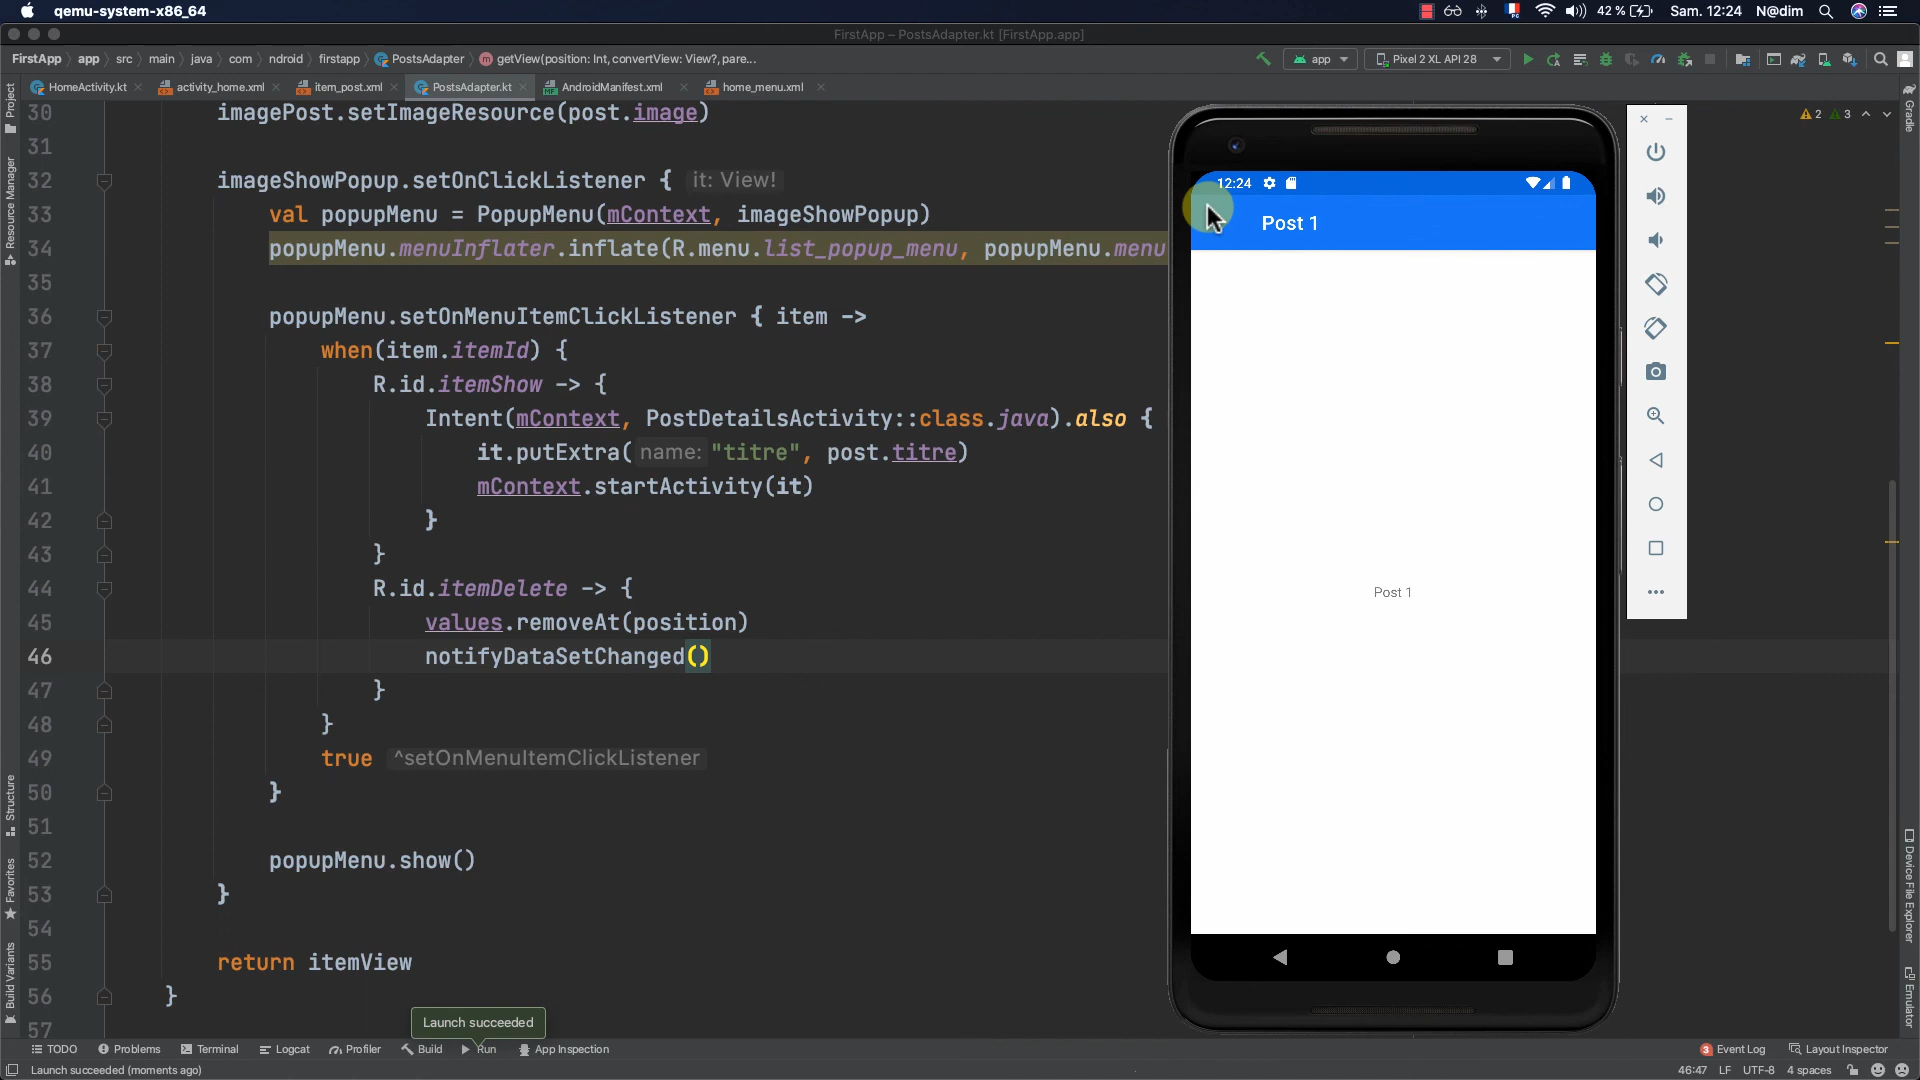 qemu-system-x86_64
42 %
Sam. 12:24 N@dim
FirstApp – PostsAdapter.kt [FirstApp.app]
FirstApp app src main java com ndroid firstapp PostsAdapter getView(position: Int, convertView: View?, pare...
app
Pixel 2 XL API 28
HomeActivity.kt
activity_home.xml
item_post.xml
PostsAdapter.kt
AndroidManifest.xml
home_menu.xml
2 3
30 imagePost.setImageResource(post.image)
31
32 imageShowPopup.setOnClickListener { it: View!
33 val popupMenu = PopupMenu(mContext, imageShowPopup)
34 popupMenu.menuInflater.inflate(R.menu.list_popup_menu, popupMenu.menu
35
36 popupMenu.setOnMenuItemClickListener { item ->
37 when(item.itemId) {
38 R.id.itemShow -> {
39 Intent(mContext, PostDetailsActivity::class.java).also {
40 it.putExtra( name: "titre", post.titre)
41 mContext.startActivity(it)
42 }
43 }
44 R.id.itemDelete -> {
45 values.removeAt(position)
46 notifyDataSetChanged()
47 }
48 }
49 true ^setOnMenuItemClickListener
50 }
51
52 popupMenu.show()
53 }
54
55 return itemView
56 }
57
12:24
Post 1
Post 1
Project
Resource Manager
Structure
Favorites
Build Variants
Gradle
Device File Explorer
Emulator
Launch succeeded
TODO Problems Terminal Logcat Profiler Build Run App Inspection
3 Event Log Layout Inspector
Launch succeeded (moments ago)
46:47 LF UTF-8 4 spaces